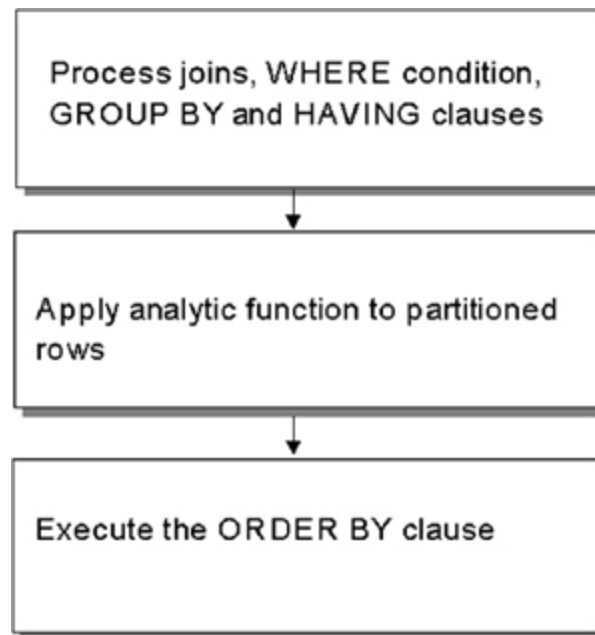 Process joins, WHERE condition,
GROUP BY and HAVING clauses
Apply analytic function to partitioned
rows
Execute the ORDER BY clause